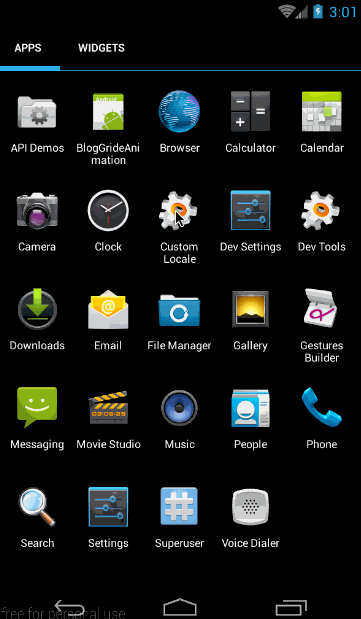 3:01
APPS WIDGETS
API Demos BlogGrideAni Browser Calculator Calendar
mation
Camera Clock Custom Dev Settings Dev Tools
Locale
Downloads Email File Manager Gallery Gestures
Builder
Messaging Movie Studio Music People Phone
Search Settings Superuser Voice Dialer
free for personal use